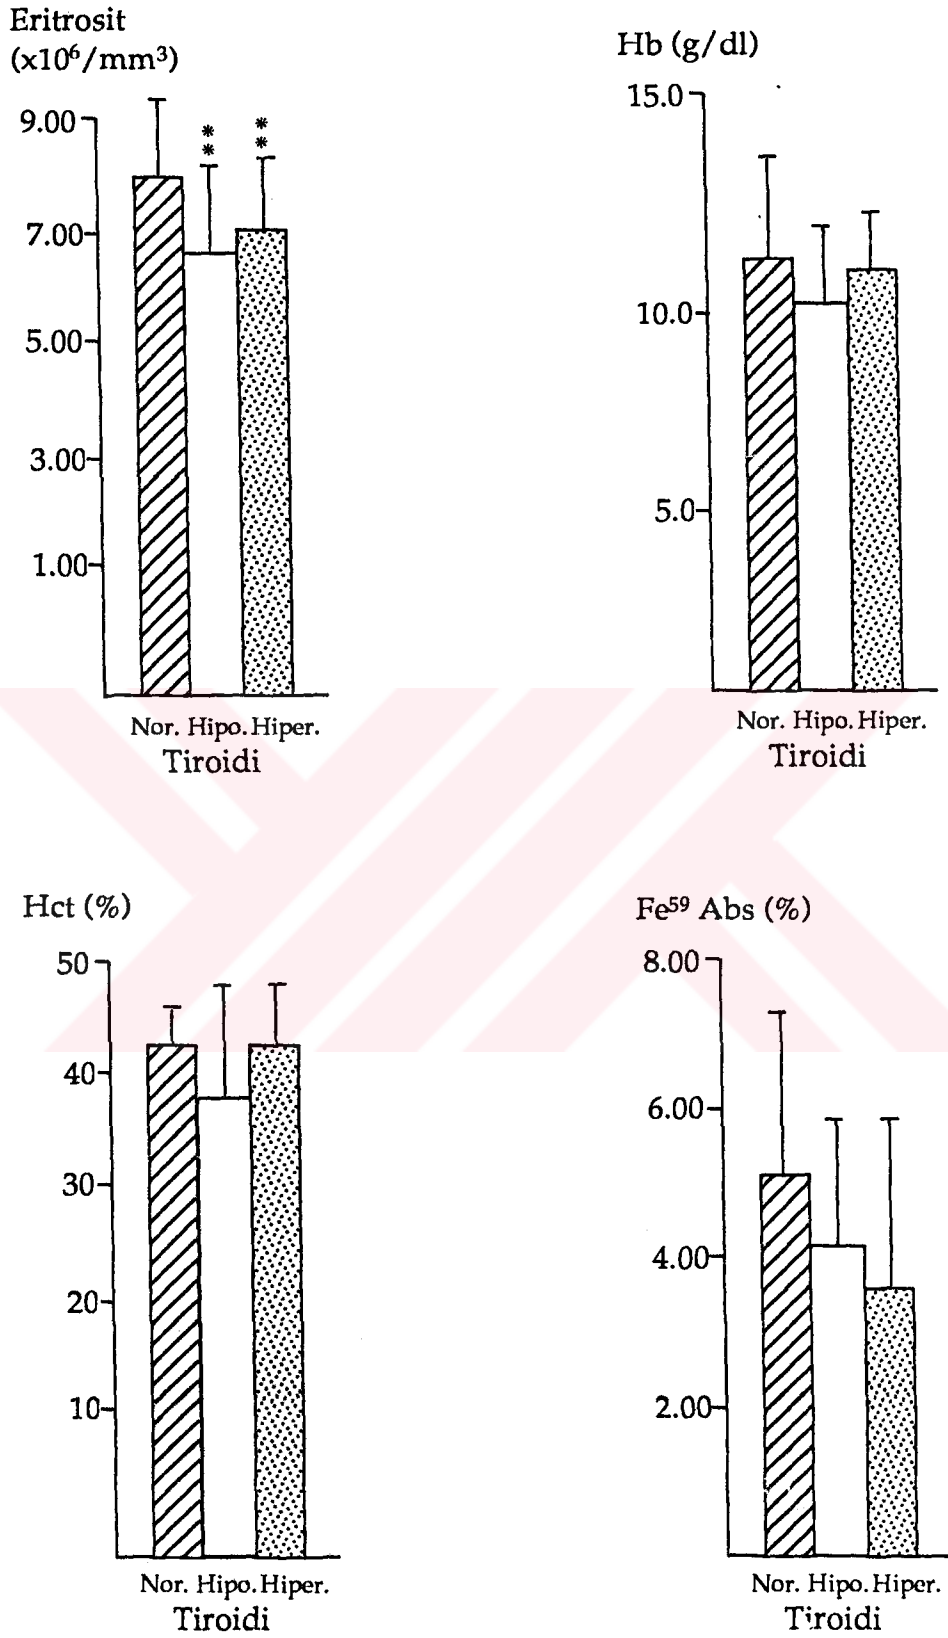 Eritrosit
(x10⁶/mm³)
9.00
7.00
5.00
3.00
1.00
**
**
Nor. Hipo. Hiper.
Tiroidi
Hb (g/dl)
15.0
10.0
5.0
Nor. Hipo. Hiper.
Tiroidi
Hct (%)
50
40
30
20
10
Nor. Hipo. Hiper.
Tiroidi
Fe⁵⁹ Abs (%)
8.00
6.00
4.00
2.00
Nor. Hipo. Hiper.
Tiroidi